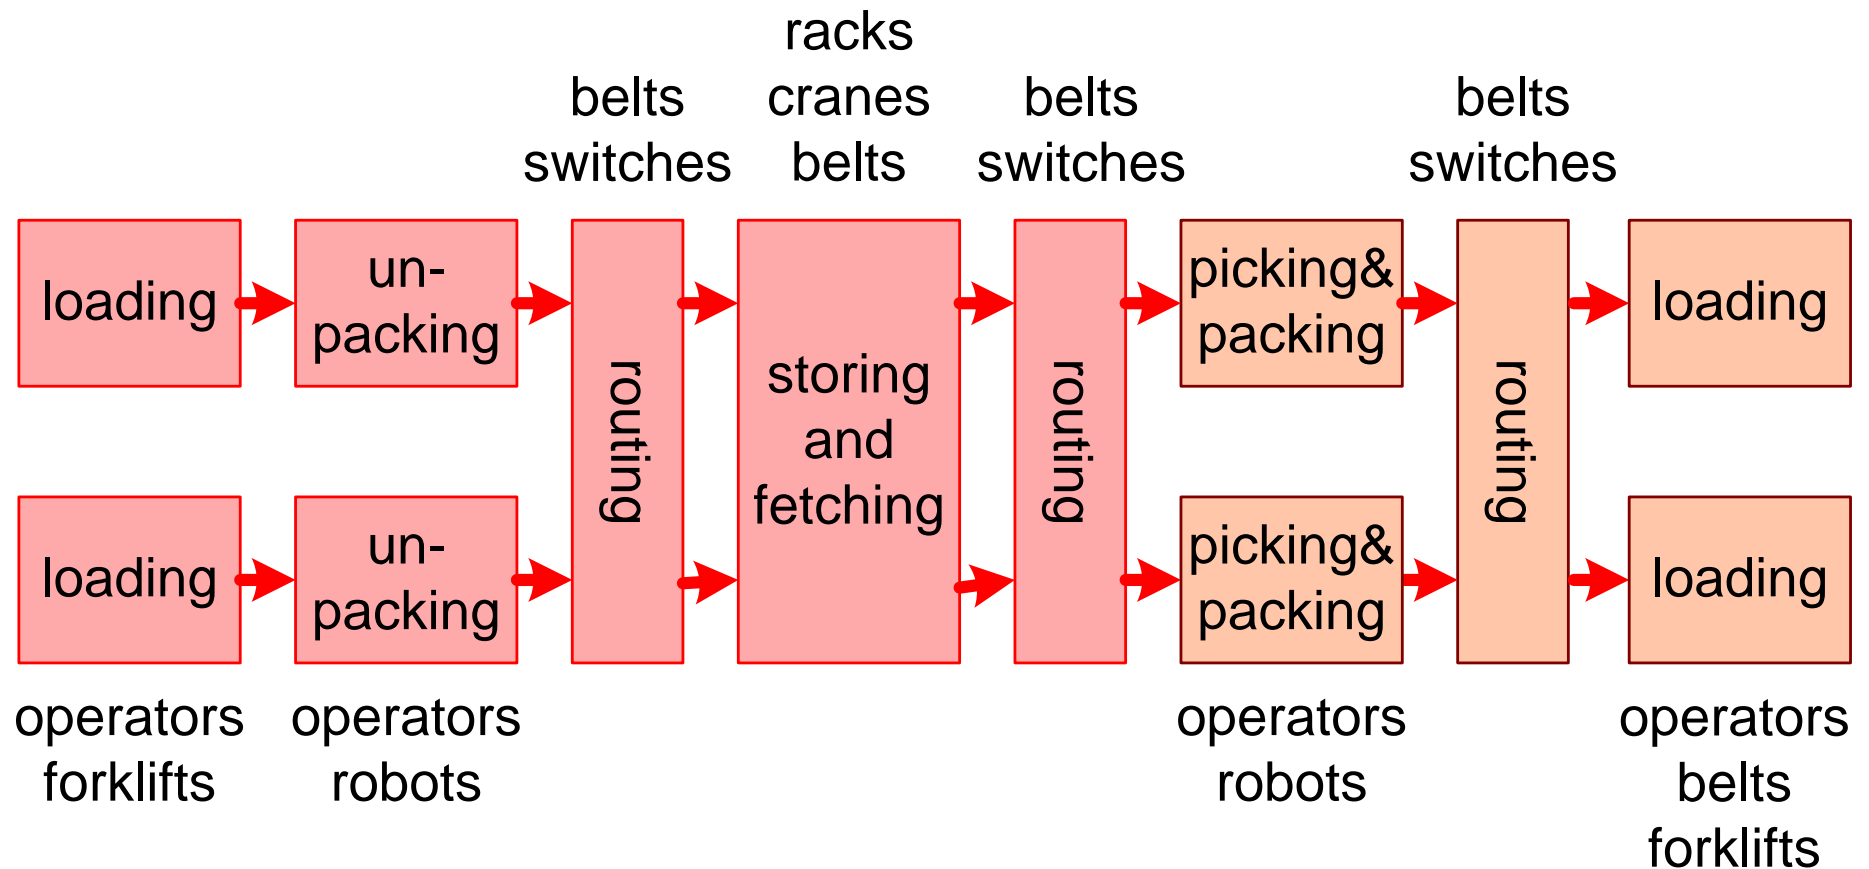 racks
cranes
belts
belts
switches
belts
switches
belts
switches
loading
un-
packing
routing
storing
and
fetching
routing
picking&
packing
routing
loading
loading
un-
packing
picking&
packing
loading
operators
forklifts
operators
robots
operators
robots
operators
belts
forklifts